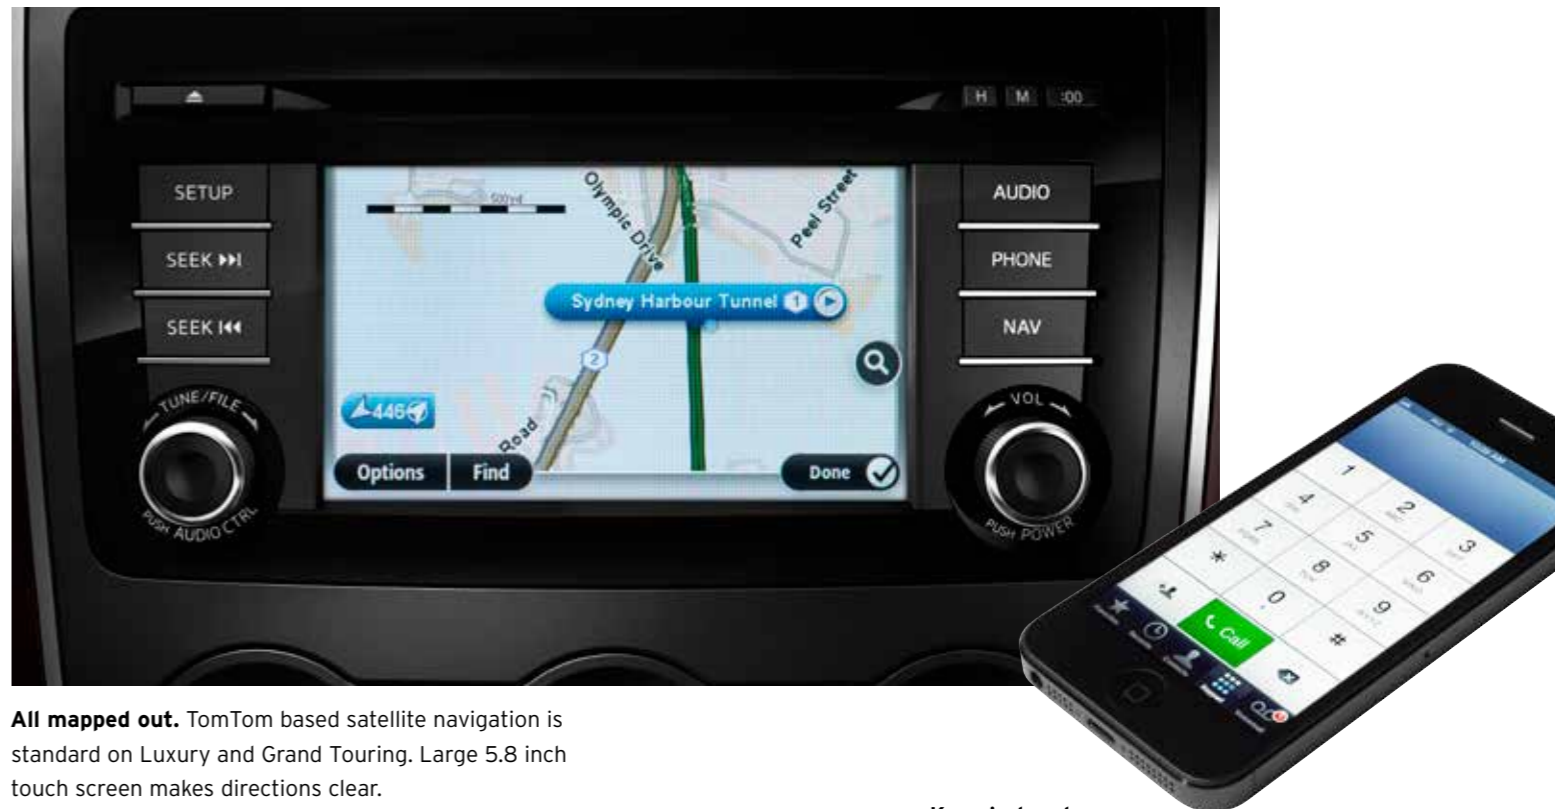 H M :00
SETUP
SEEK
SEEK
TUNE/FILE
PUSH AUDIO CTRL
AUDIO
PHONE
NAV
VOL
PUSH POWER
500yd
Olympic Drive
Peel Street
Sydney Harbour Tunnel 1
2
446
Road
Options Find Done
1 2 3
4 5 6
7 8 9
* 0 #
Call
All mapped out. TomTom based satellite navigation is
standard on Luxury and Grand Touring. Large 5.8 inch
touch screen makes directions clear.